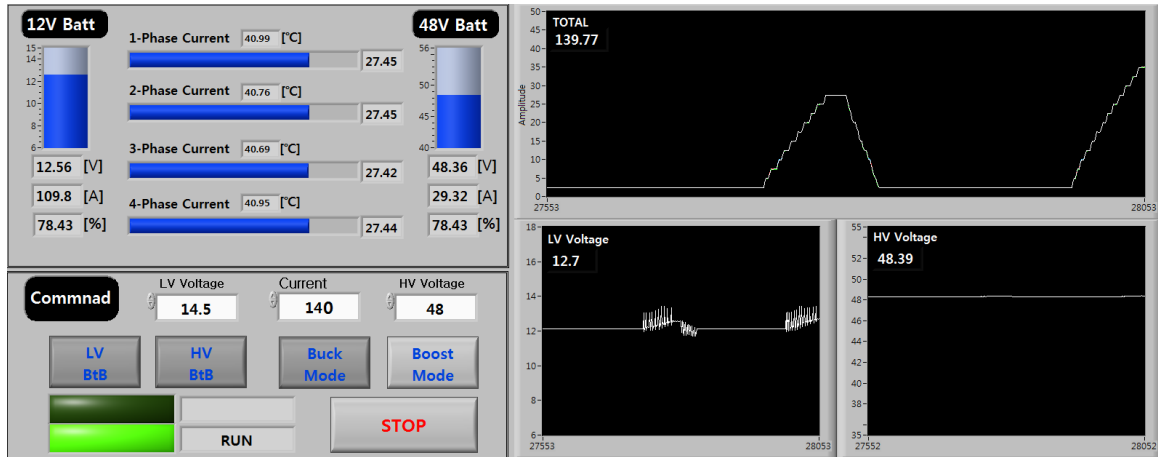 12V Batt
15-
14-
12-
10-
8-
6-
12.56 [V]
109.8 [A]
78.43 [%]
1-Phase Current 40.99 [℃]
27.45
2-Phase Current 40.76 [℃]
27.45
3-Phase Current 40.69 [℃]
27.42
4-Phase Current 40.95 [℃]
27.44
48V Batt
56-
50-
45-
40-
48.36 [V]
29.32 [A]
78.43 [%]
Commnad
LV Voltage
14.5
Current
140
HV Voltage
48
LV
BtB
HV
BtB
Buck
Mode
Boost
Mode
RUN
STOP
TOTAL
139.77
Amplitude
50-
45-
40-
35-
30-
25-
20-
15-
10-
5-
0-
27553
28053
LV Voltage
12.7
18-
16-
14-
12-
10-
8-
6-
27553
28053
HV Voltage
48.39
55-
52-
50-
48-
46-
44-
42-
40-
38-
35-
27552
28052